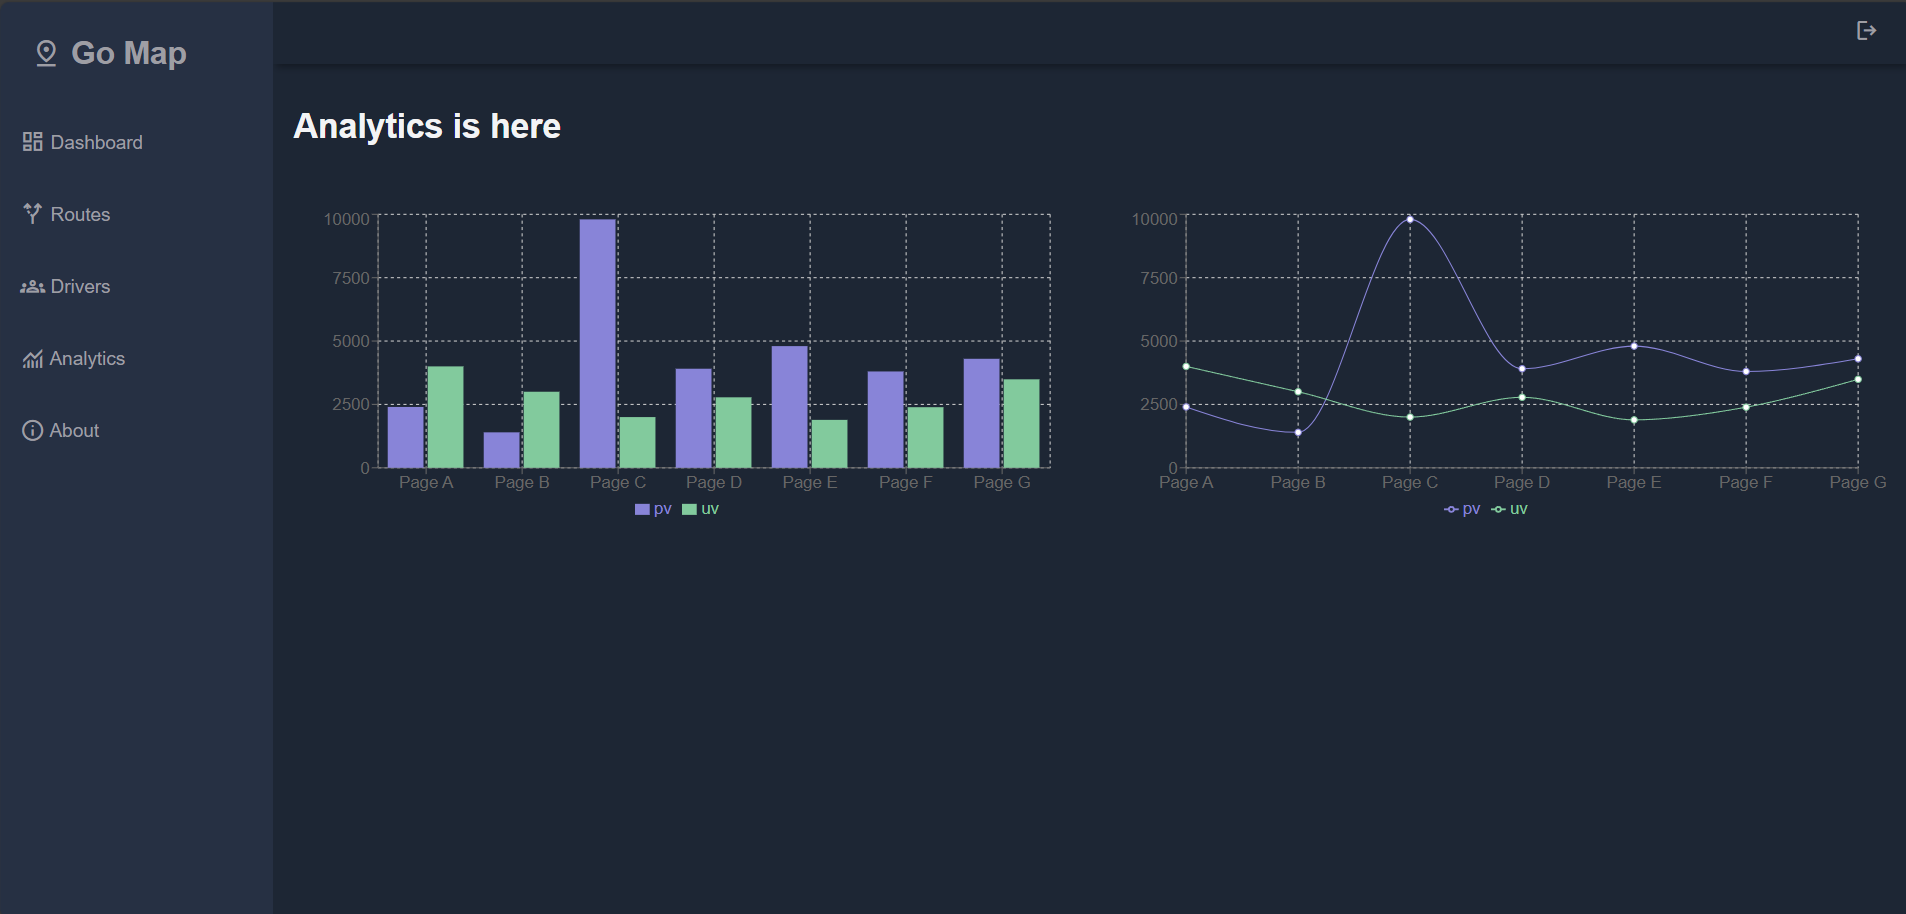 Go Map
Dashboard
Routes
Drivers
Analytics
About
Analytics is here
10000
7500
5000
2500
0
Page A Page B Page C Page D Page E Page F Page G
pv uv
10000
7500
5000
2500
0
Page A Page B Page C Page D Page E Page F Page G
pv uv